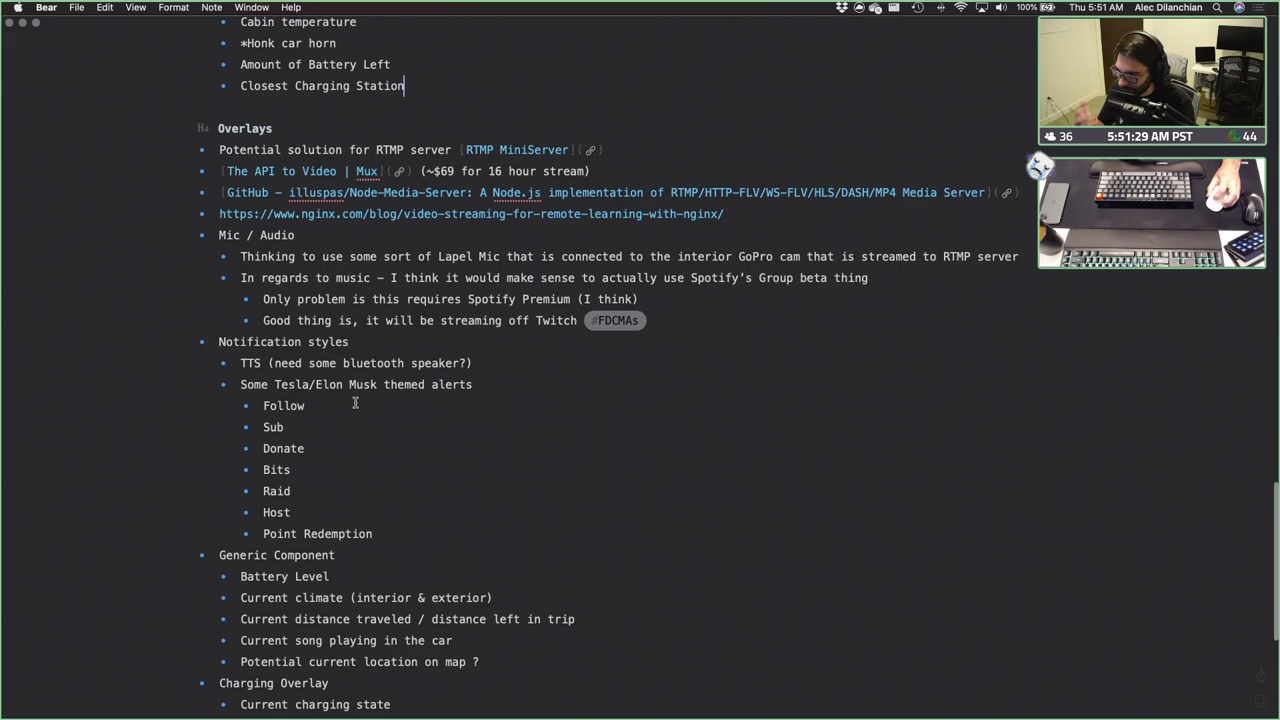 Bear File Edit View Format Note Window Help 100% Thu 5:51 AM Alec Dilanchian
Cabin temperature
*Honk car horn
Amount of Battery Left
Closest Charging Station
36 5:51:29 AM PST 44
H4 Overlays
Potential solution for RTMP server [RTMP MiniServer]( )
[The API to Video | Mux]( ) (~$69 for 16 hour stream)
[GitHub - illuspas/Node-Media-Server: A Node.js implementation of RTMP/HTTP-FLV/WS-FLV/HLS/DASH/MP4 Media Server]( )
https://www.nginx.com/blog/video-streaming-for-remote-learning-with-nginx/
Mic / Audio
Thinking to use some sort of Lapel Mic that is connected to the interior GoPro cam that is streamed to RTMP server
In regards to music – I think it would make sense to actually use Spotify's Group beta thing
Only problem is this requires Spotify Premium (I think)
Good thing is, it will be streaming off Twitch #FDCMAs
Notification styles
TTS (need some bluetooth speaker?)
Some Tesla/Elon Musk themed alerts
Follow
Sub
Donate
Bits
Raid
Host
Point Redemption
Generic Component
Battery Level
Current climate (interior & exterior)
Current distance traveled / distance left in trip
Current song playing in the car
Potential current location on map ?
Charging Overlay
Current charging state